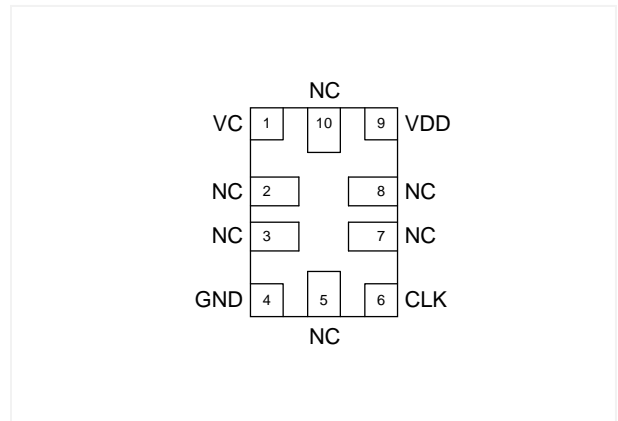 NC
VC 1 10 9 VDD
NC 2 8 NC
NC 3 7 NC
GND 4 5 6 CLK
NC